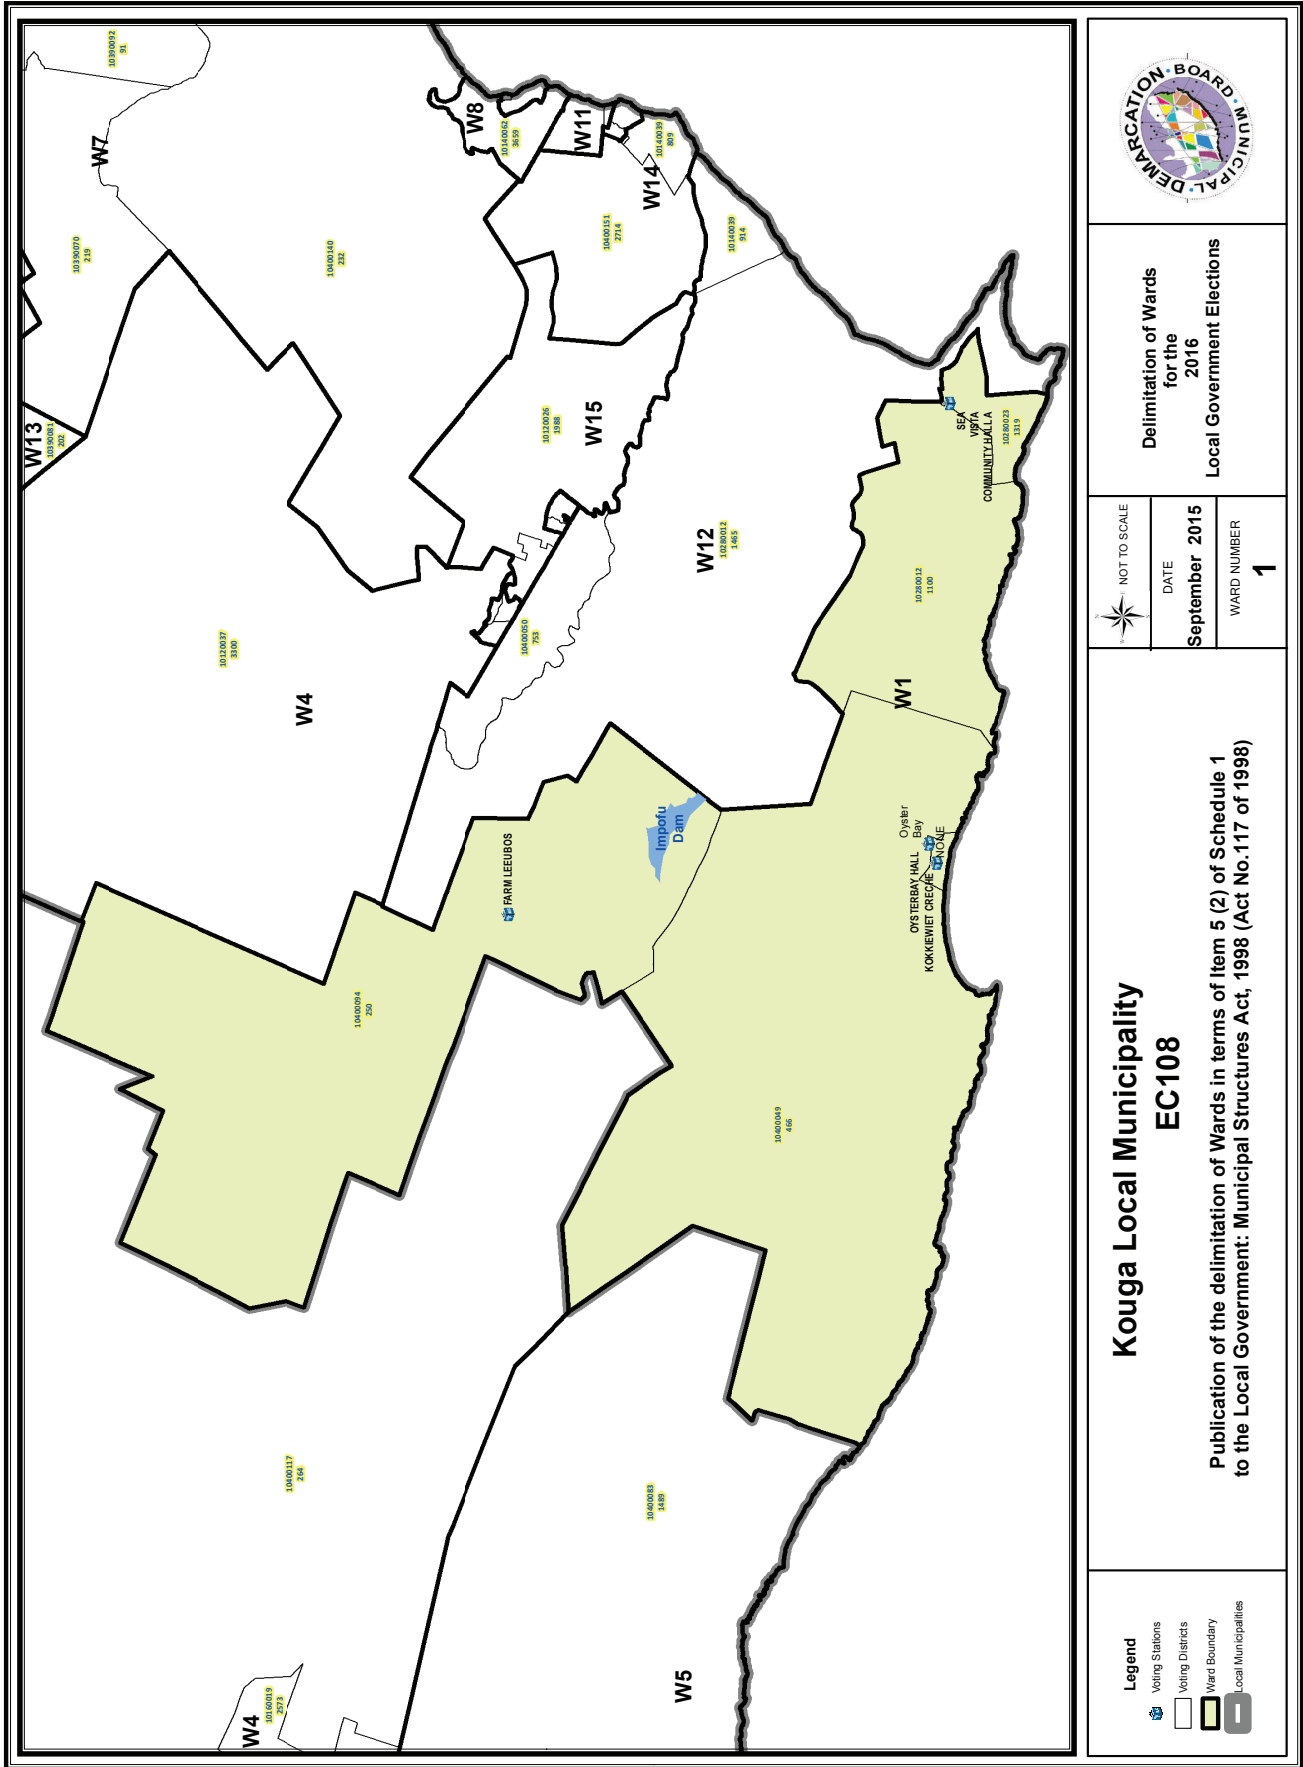 W7
10390092
91
10390070
219
W13
10390081
202
10400140
232
W8
10140062
3659
W11
W14
10140039
809
10400151
2714
10140039
914
10120026
1988
W15
10120037
3300
W4
10400050
753
W12
10280012
1465
SEA
VISTA
COMMUNITY HALL A
10280023
1319
10280012
1100
W1
Impofu
Dam
FARM LEEUBOS
Oyster
Bay
NONE
OYSTERBAY HALL
KOKKIEWIET CRECHE
10400094
250
10400049
466
10400117
264
10400083
1489
W5
W4
10160019
2573
Legend
Voting Stations
Voting Districts
Ward Boundary
Local Municipalities
Kouga Local Municipality
EC108
Publication of the delimitation of Wards in terms of Item 5 (2) of Schedule 1
to the Local Government: Municipal Structures Act, 1998 (Act No.117 of 1998)
NOT TO SCALE
DATE
September 2015
WARD NUMBER
1
Delimitation of Wards
for the
2016
Local Government Elections
MUNICIPAL DEMARCATION BOARD